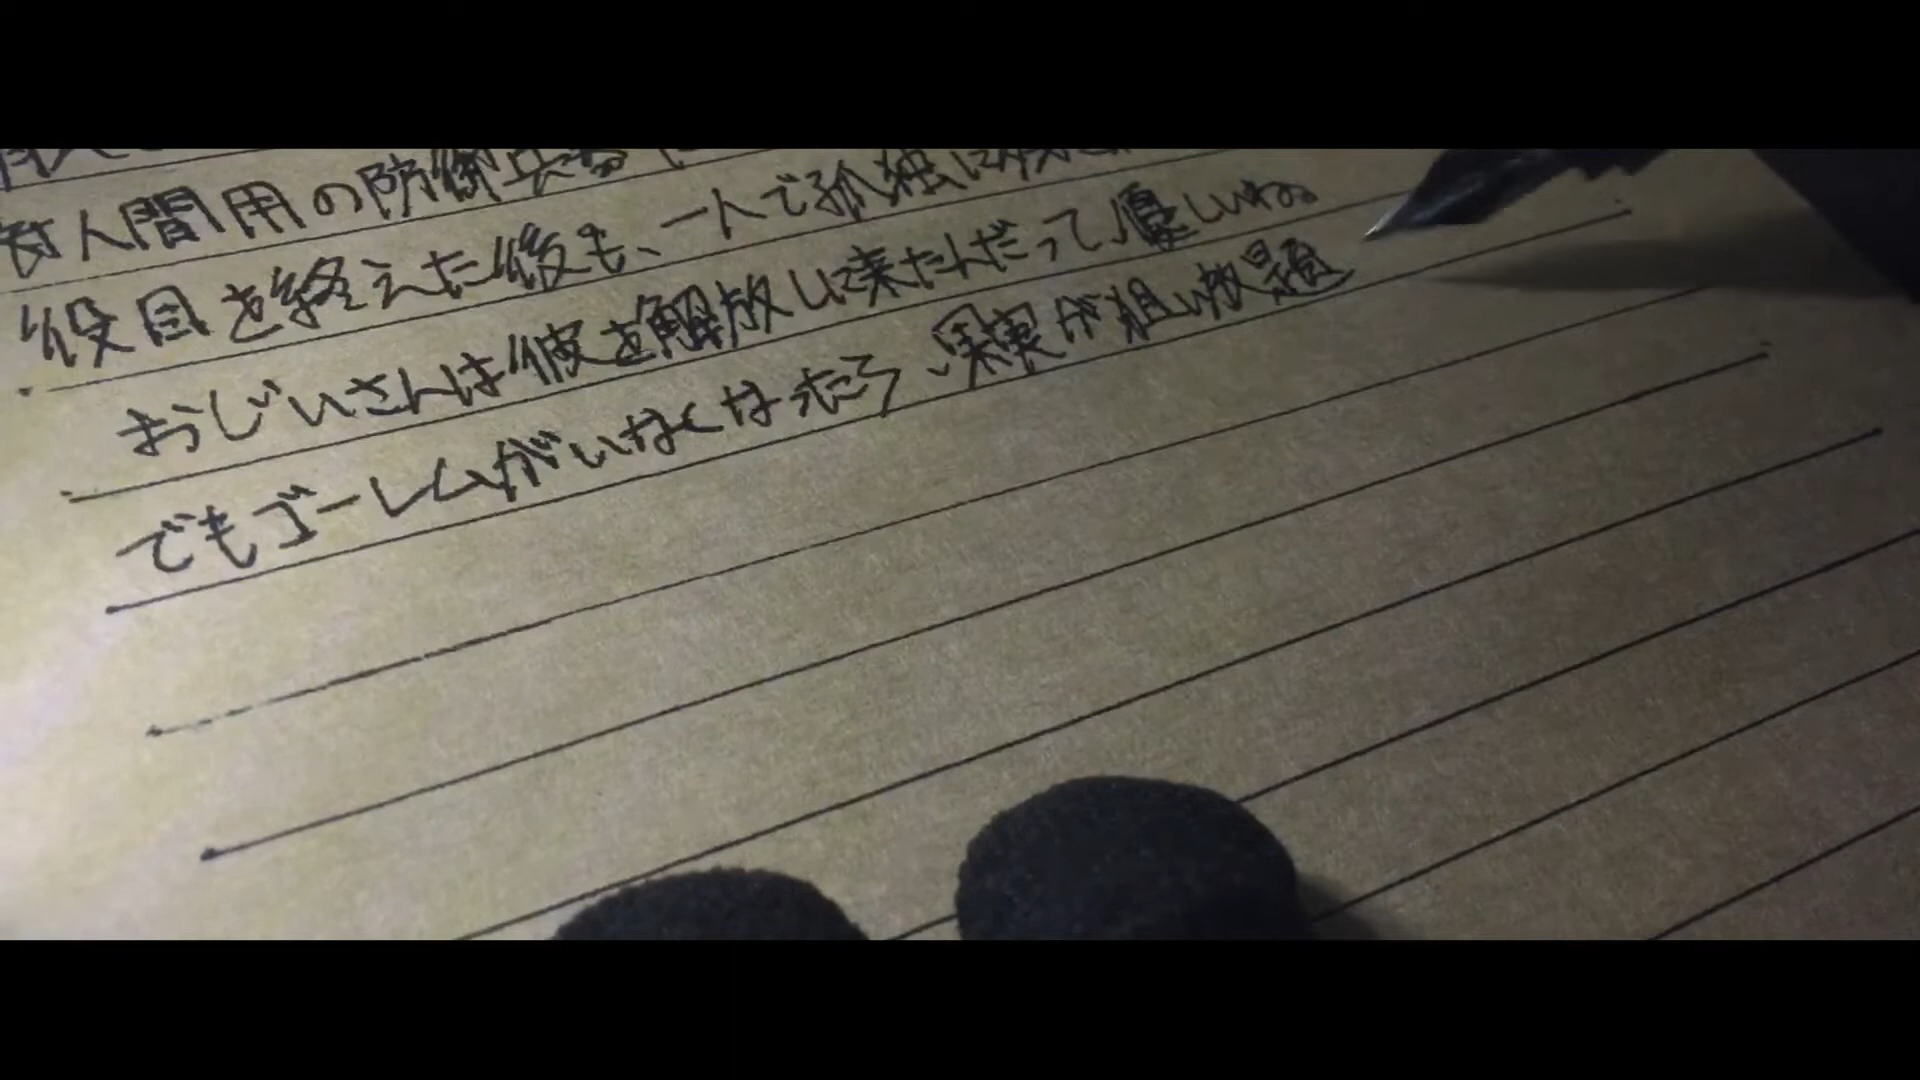 対人間用の防衛兵器
役目を終えた後も、一人で孤独に
おじいさんは彼を解放しに来たんだって、優しいねぇ
でもゴーレムがいなくなったら、果実が狙い放題